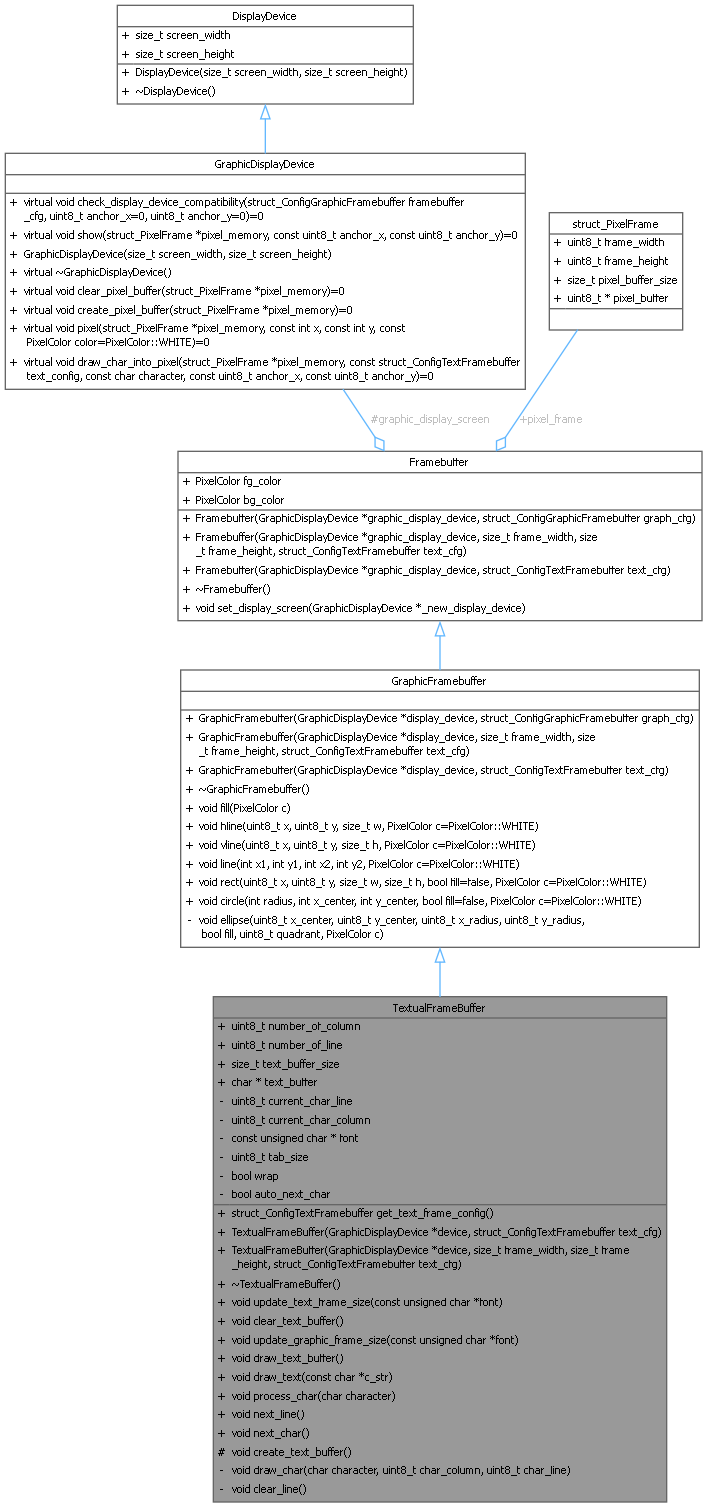 DisplayDevice
+ size_t screen_width
+ size_t screen_height
+ DisplayDevice(size_t screen_width, size_t screen_height)
+ ~DisplayDevice()
GraphicDisplayDevice
+ virtual void check_display_device_compatibility(struct_ConfigGraphicFramebuffer framebuffer
_cfg, uint8_t anchor_x=0, uint8_t anchor_y=0)=0
+ virtual void show(struct_PixelFrame *pixel_memory, const uint8_t anchor_x, const uint8_t anchor_y)=0
+ GraphicDisplayDevice(size_t screen_width, size_t screen_height)
+ virtual ~GraphicDisplayDevice()
+ virtual void clear_pixel_buffer(struct_PixelFrame *pixel_memory)=0
+ virtual void create_pixel_buffer(struct_PixelFrame *pixel_memory)=0
+ virtual void pixel(struct_PixelFrame *pixel_memory, const int x, const int y, const
PixelColor color=PixelColor::WHITE)=0
+ virtual void draw_char_into_pixel(struct_PixelFrame *pixel_memory, const struct_ConfigTextFramebuffer
text_config, const char character, const uint8_t anchor_x, const uint8_t anchor_y)=0
struct_PixelFrame
+ uint8_t frame_width
+ uint8_t frame_height
+ size_t pixel_buffer_size
+ uint8_t * pixel_buffer
#graphic_display_screen
+pixel_frame
Framebuffer
+ PixelColor fg_color
+ PixelColor bg_color
+ Framebuffer(GraphicDisplayDevice *graphic_display_device, struct_ConfigGraphicFramebuffer graph_cfg)
+ Framebuffer(GraphicDisplayDevice *graphic_display_device, size_t frame_width, size
_t frame_height, struct_ConfigTextFramebuffer text_cfg)
+ Framebuffer(GraphicDisplayDevice *graphic_display_device, struct_ConfigTextFramebuffer text_cfg)
+ ~Framebuffer()
+ void set_display_screen(GraphicDisplayDevice *_new_display_device)
GraphicFramebuffer
+ GraphicFramebuffer(GraphicDisplayDevice *display_device, struct_ConfigGraphicFramebuffer graph_cfg)
+ GraphicFramebuffer(GraphicDisplayDevice *display_device, size_t frame_width, size
_t frame_height, struct_ConfigTextFramebuffer text_cfg)
+ GraphicFramebuffer(GraphicDisplayDevice *display_device, struct_ConfigTextFramebuffer text_cfg)
+ ~GraphicFramebuffer()
+ void fill(PixelColor c)
+ void hline(uint8_t x, uint8_t y, size_t w, PixelColor c=PixelColor::WHITE)
+ void vline(uint8_t x, uint8_t y, size_t h, PixelColor c=PixelColor::WHITE)
+ void line(int x1, int y1, int x2, int y2, PixelColor c=PixelColor::WHITE)
+ void rect(uint8_t x, uint8_t y, size_t w, size_t h, bool fill=false, PixelColor c=PixelColor::WHITE)
+ void circle(int radius, int x_center, int y_center, bool fill=false, PixelColor c=PixelColor::WHITE)
- void ellipse(uint8_t x_center, uint8_t y_center, uint8_t x_radius, uint8_t y_radius,
bool fill, uint8_t quadrant, PixelColor c)
TextualFrameBuffer
+ uint8_t number_of_column
+ uint8_t number_of_line
+ size_t text_buffer_size
+ char * text_buffer
- uint8_t current_char_line
- uint8_t current_char_column
- const unsigned char * font
- uint8_t tab_size
- bool wrap
- bool auto_next_char
+ struct_ConfigTextFramebuffer get_text_frame_config()
+ TextualFrameBuffer(GraphicDisplayDevice *device, struct_ConfigTextFramebuffer text_cfg)
+ TextualFrameBuffer(GraphicDisplayDevice *device, size_t frame_width, size_t frame
_height, struct_ConfigTextFramebuffer text_cfg)
+ ~TextualFrameBuffer()
+ void update_text_frame_size(const unsigned char *font)
+ void clear_text_buffer()
+ void update_graphic_frame_size(const unsigned char *font)
+ void draw_text_buffer()
+ void draw_text(const char *c_str)
+ void process_char(char character)
+ void next_line()
+ void next_char()
# void create_text_buffer()
- void draw_char(char character, uint8_t char_column, uint8_t char_line)
- void clear_line()